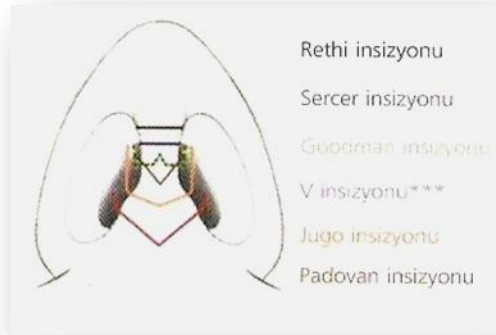 Rethi insizyonu
Sercer insizyonu
Goodman insizyonu
V insizyonu***
Jugo insizyonu
Padovan insizyonu